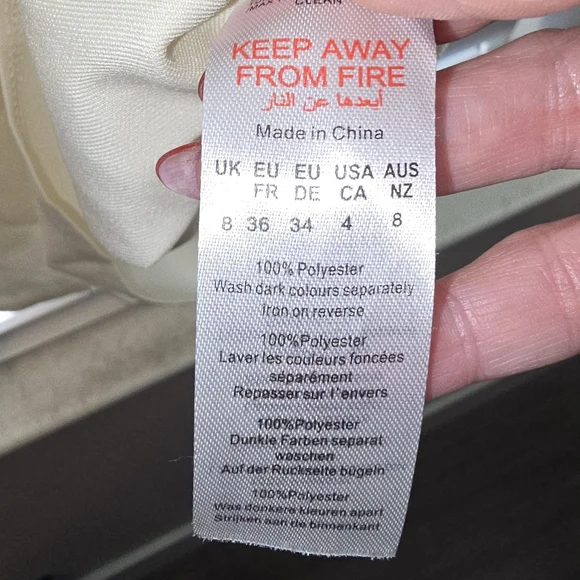 CLEAN
KEEP AWAY
FROM FIRE
أبعدها عن النار
Made in China
UK EU EU USA AUS
FR DE CA NZ
8 36 34 4 8
100% Polyester
Wash dark colours separately
Iron on reverse
100%Polyester
Laver les couleurs foncées
séparément
Repasser sur l'envers
100%Polyester
Dunkle Farben separat
waschen
Auf der Ruckseite bügeln
100%Polyester
Was donkere kleuren apart
Strijken aan de binnenkant